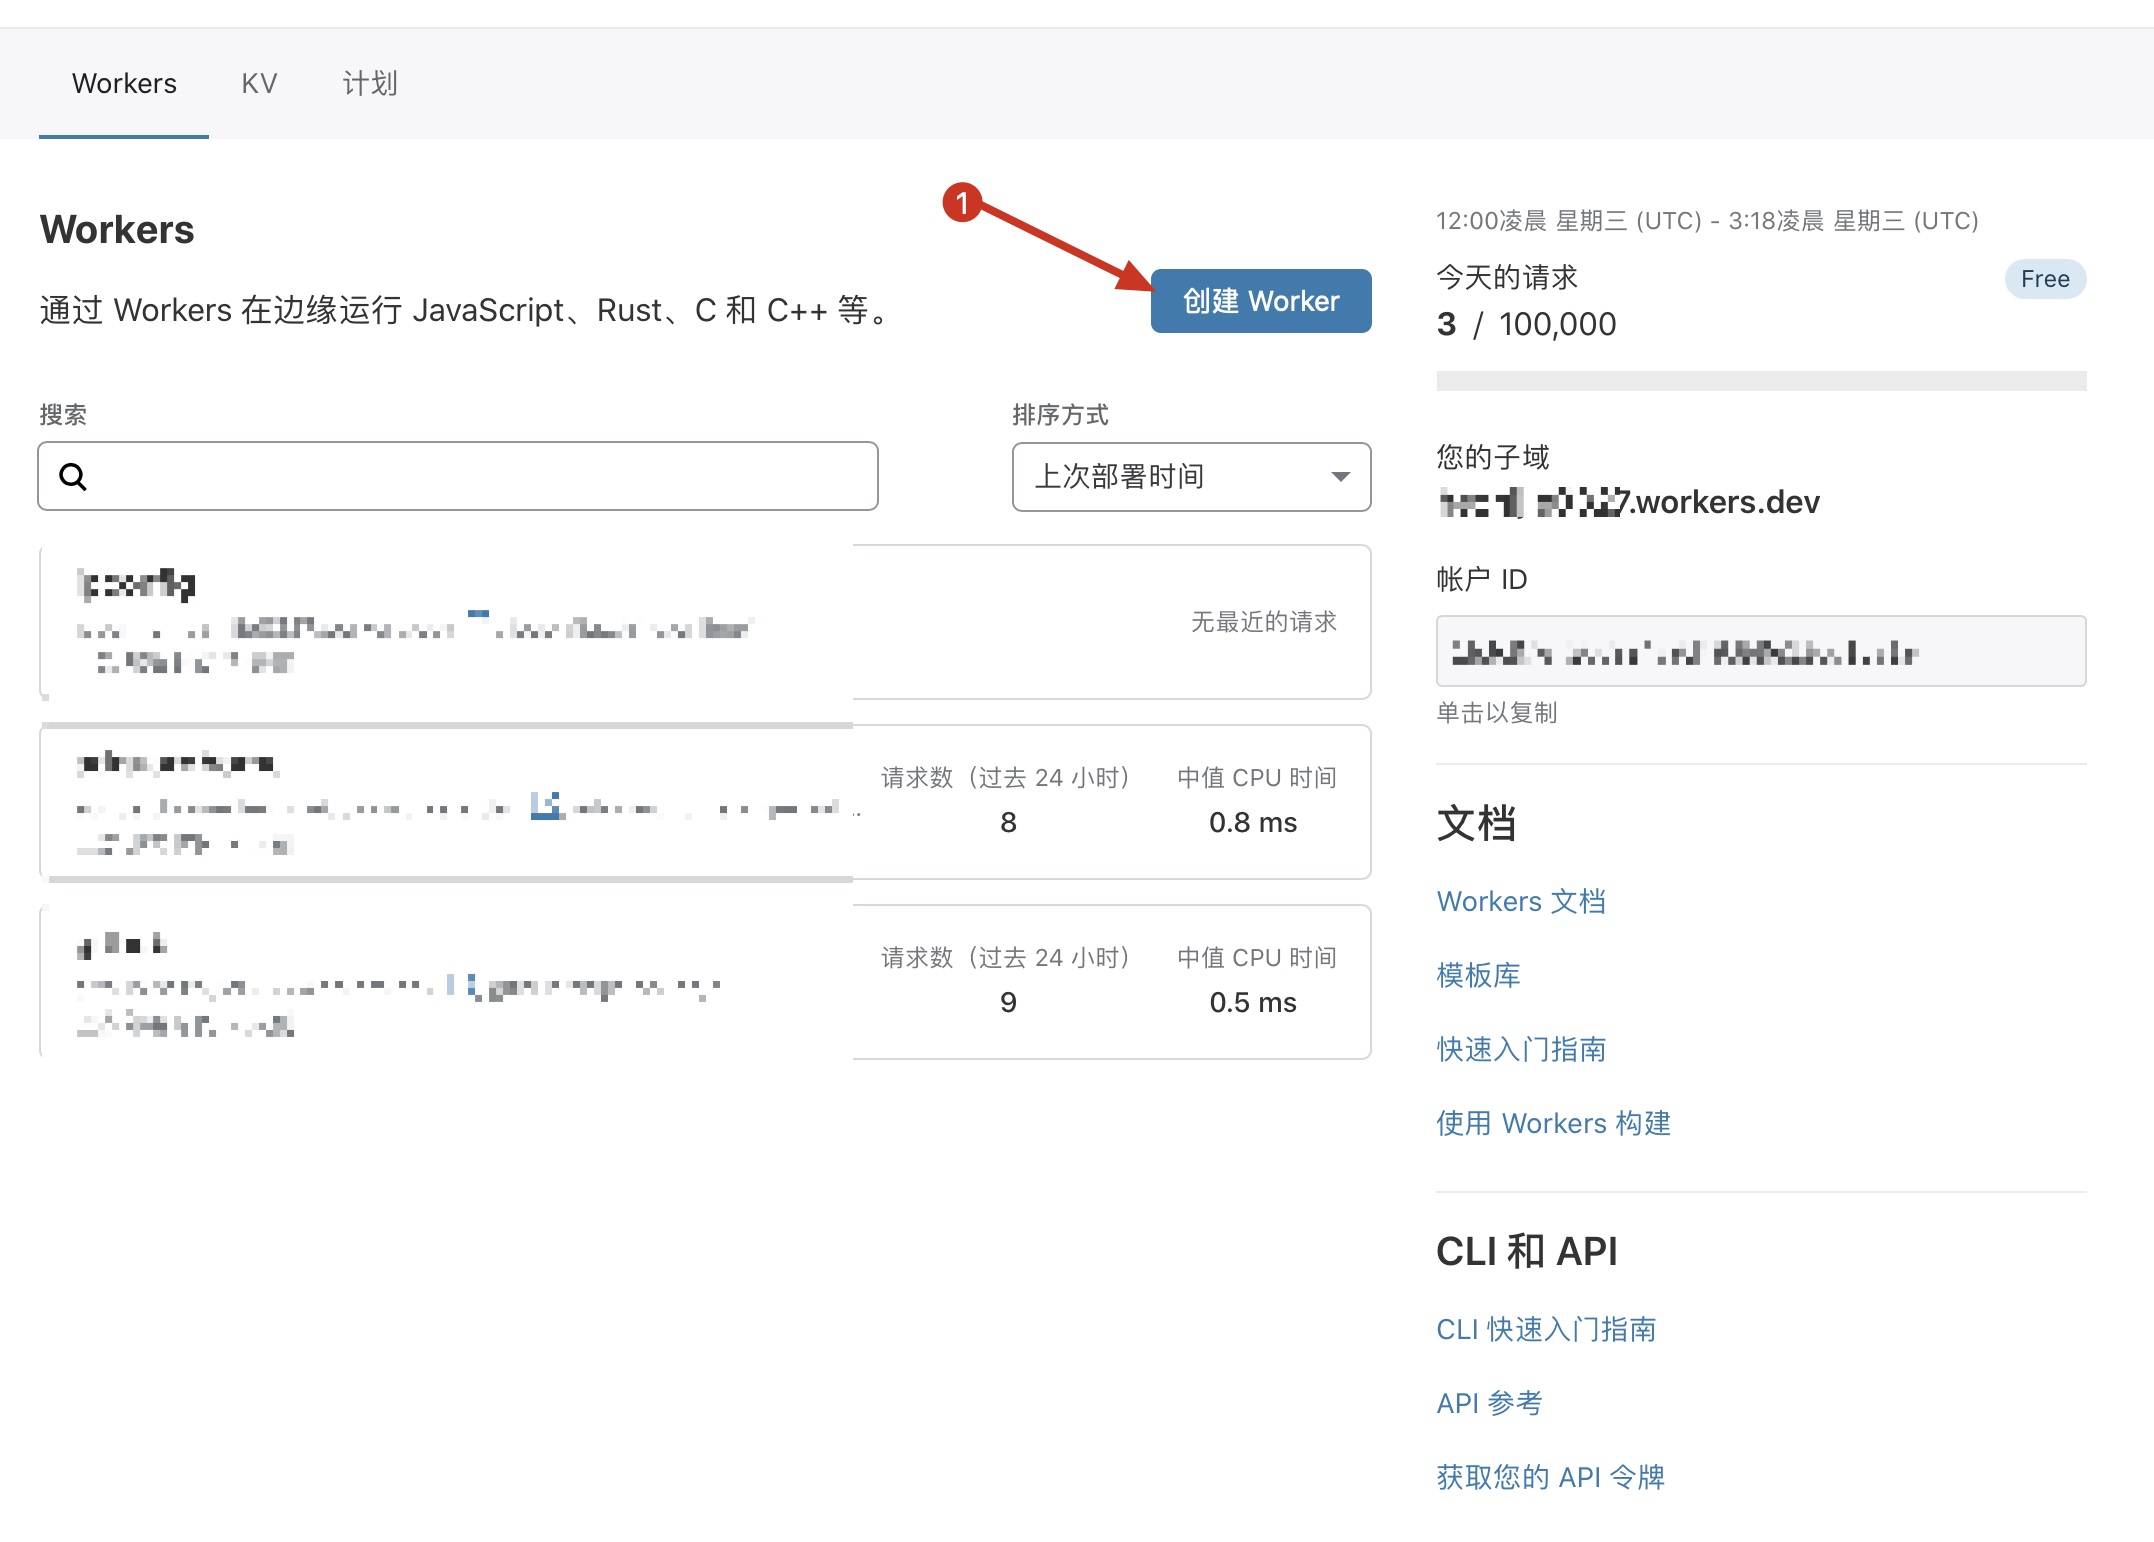 Workers
KV
计划
Workers
通过 Workers 在边缘运行 JavaScript、Rust、C 和 C++ 等。
1
创建 Worker
搜索
排序方式
上次部署时间
无最近的请求
请求数（过去 24 小时）
中值 CPU 时间
8
0.8 ms
请求数（过去 24 小时）
中值 CPU 时间
9
0.5 ms
12:00凌晨 星期三 (UTC) - 3:18凌晨 星期三 (UTC)
今天的请求
Free
3 / 100,000
您的子域
7.workers.dev
帐户 ID
单击以复制
文档
Workers 文档
模板库
快速入门指南
使用 Workers 构建
CLI 和 API
CLI 快速入门指南
API 参考
获取您的 API 令牌